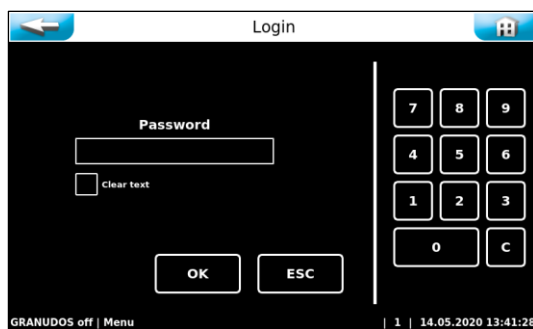 Login
Password
Clear text
OK ESC
7 8 9
4 5 6
1 2 3
0 C
GRANUDOS off | Menu | 1 | 14.05.2020 13:41:28